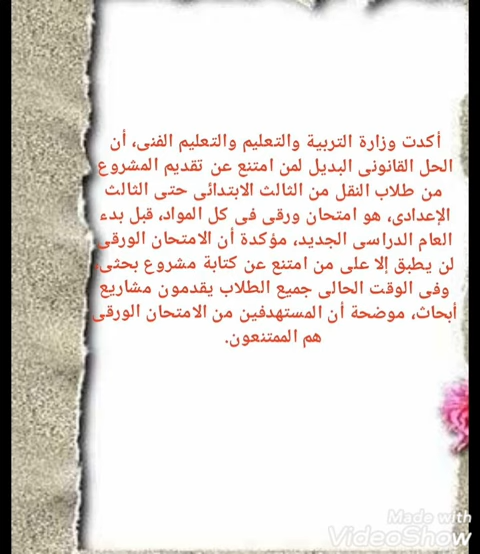 أكدت وزارة التربية والتعليم والتعليم الفنى، أن
الحل القانونى البديل لمن امتنع عن تقديم المشروع
من طلاب النقل من الثالث الابتدائى حتى الثالث
الإعدادى، هو امتحان ورقى فى كل المواد، قبل بدء
العام الدراسى الجديد، مؤكدة أن الامتحان الورقى
لن يطبق إلا على من امتنع عن كتابة مشروع بحثى
وفى الوقت الحالى جميع الطلاب يقدمون مشاريع
أبحاث، موضحة أن المستهدفين من الامتحان الورقى
هم الممتنعون.
Made with
VideoShow